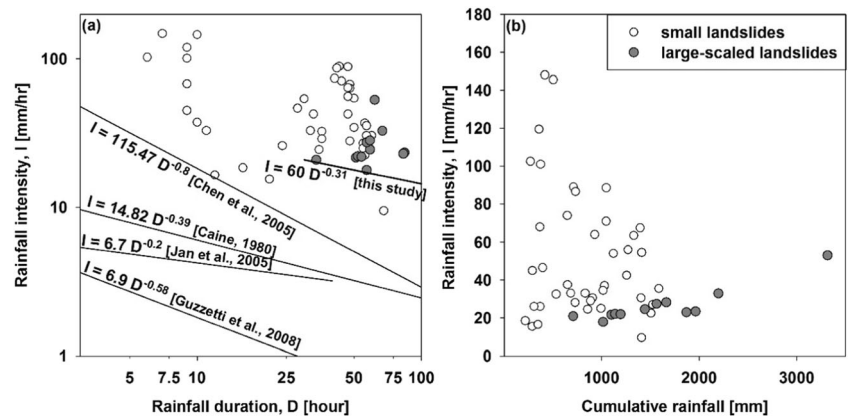 (a)
100
10
1
Rainfall intensity, I [mm/hr]
I = 115.47 D-0.8 [Chen et al., 2005]
I = 14.82 D-0.39 [Caine, 1980]
I = 6.7 D-0.2 [Jan et al., 2005]
I = 6.9 D-0.58 [Guzzetti et al., 2008]
I = 60 D-0.31 [this study]
5 7.5 10 25 50 75 100
Rainfall duration, D [hour]
(b)
small landslides
large-scaled landslides
180
160
140
120
100
80
60
40
20
0
Rainfall intensity, I [mm/hr]
1000 2000 3000
Cumulative rainfall [mm]